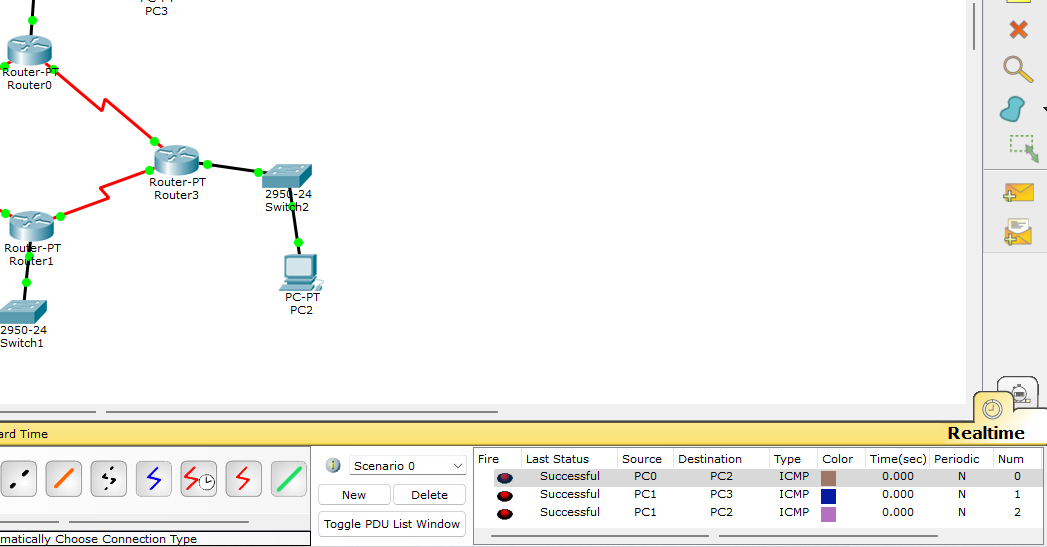 PC3
Router-PT
Router0
Router-PT
Router3
2950-24
Switch2
Router-PT
Router1
PC-PT
PC2
2950-24
Switch1
Realtime
Scenario 0
New
Delete
Toggle PDU List Window
Fire Last Status Source Destination Type Color Time(sec) Periodic Num
Successful PC0 PC2 ICMP 0.000 N 0
Successful PC1 PC3 ICMP 0.000 N 1
Successful PC1 PC2 ICMP 0.000 N 2
ard Time
matically Choose Connection Type